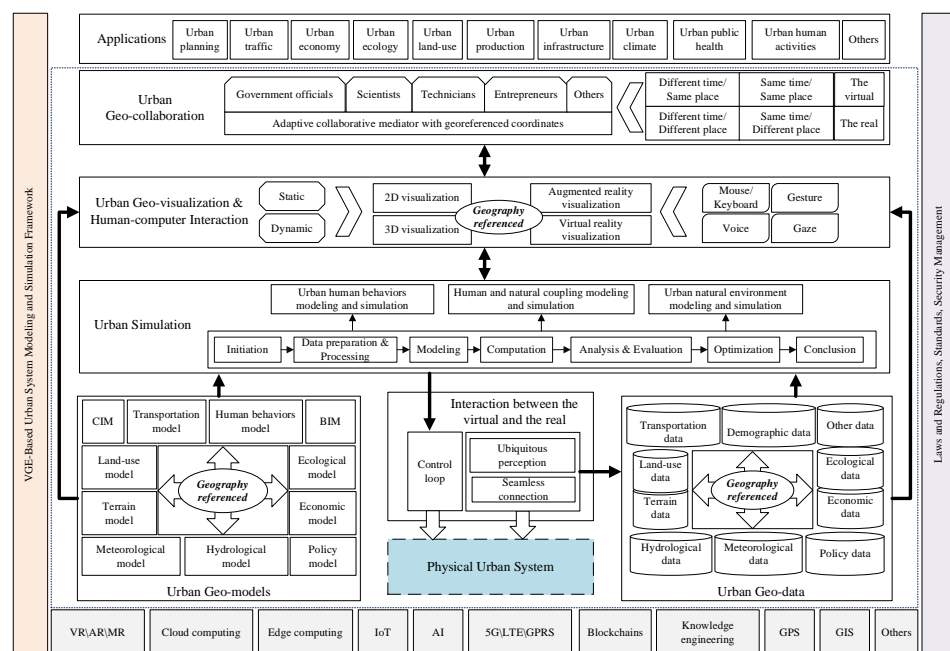 VGE-Based Urban System Modeling and Simulation Framework
Applications
Urban
planning
Urban
traffic
Urban
economy
Urban
ecology
Urban
land-use
Urban
production
Urban
infrastructure
Urban
climate
Urban public
health
Urban human
activities
Others
Urban
Geo-collaboration
Government officials
Scientists
Technicians
Entrepreneurs
Others
Adaptive collaborative mediator with georeferenced coordinates
Different time/
Same place
Same time/
Same place
The
virtual
Different time/
Different place
Same time/
Different place
The real
Urban Geo-visualization &
Human-computer Interaction
Static
Dynamic
2D visualization
3D visualization
Geography
referenced
Augmented reality
visualization
Virtual reality
visualization
Mouse/
Keyboard
Gesture
Voice
Gaze
Urban Simulation
Urban human behaviors
modeling and simulation
Human and natural coupling modeling
and simulation
Urban natural environment
modeling and simulation
Initiation
Data preparation &
Processing
Modeling
Computation
Analysis & Evaluation
Optimization
Conclusion
CIM
Transportation
model
Human behaviors
model
BIM
Land-use
model
Ecological
model
Geography
referenced
Terrain
model
Economic
model
Meteorological
model
Hydrological
model
Policy
model
Urban Geo-models
Interaction between the
virtual and the real
Control
loop
Ubiquitous
perception
Seamless
connection
Physical Urban System
Transportation
data
Demographic data
Other data
Land-use
data
Ecological
data
Geography
referenced
Terrain
data
Economic
data
Hydrological
data
Meteorological
data
Policy data
Urban Geo-data
VR\AR\MR
Cloud computing
Edge computing
IoT
AI
5G\LTE\GPRS
Blockchains
Knowledge
engineering
GPS
GIS
Others
Laws and Regulations, Standards, Security Management